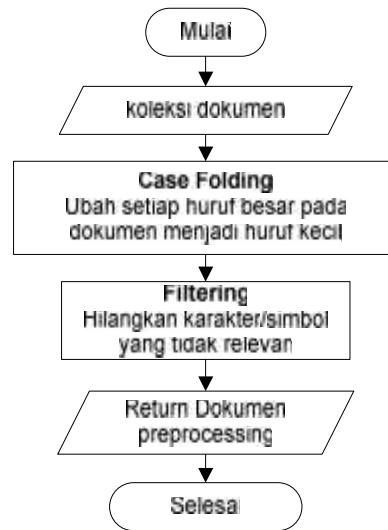 Mulai
koleksi dokumen
Case Folding
Ubah setiap huruf besar pada
dokumen menjadi huruf kecil
Filtering
Hilangkan karakter/simbol
yang tidak relevan
Return Dokumen
preprocessing
Selesai